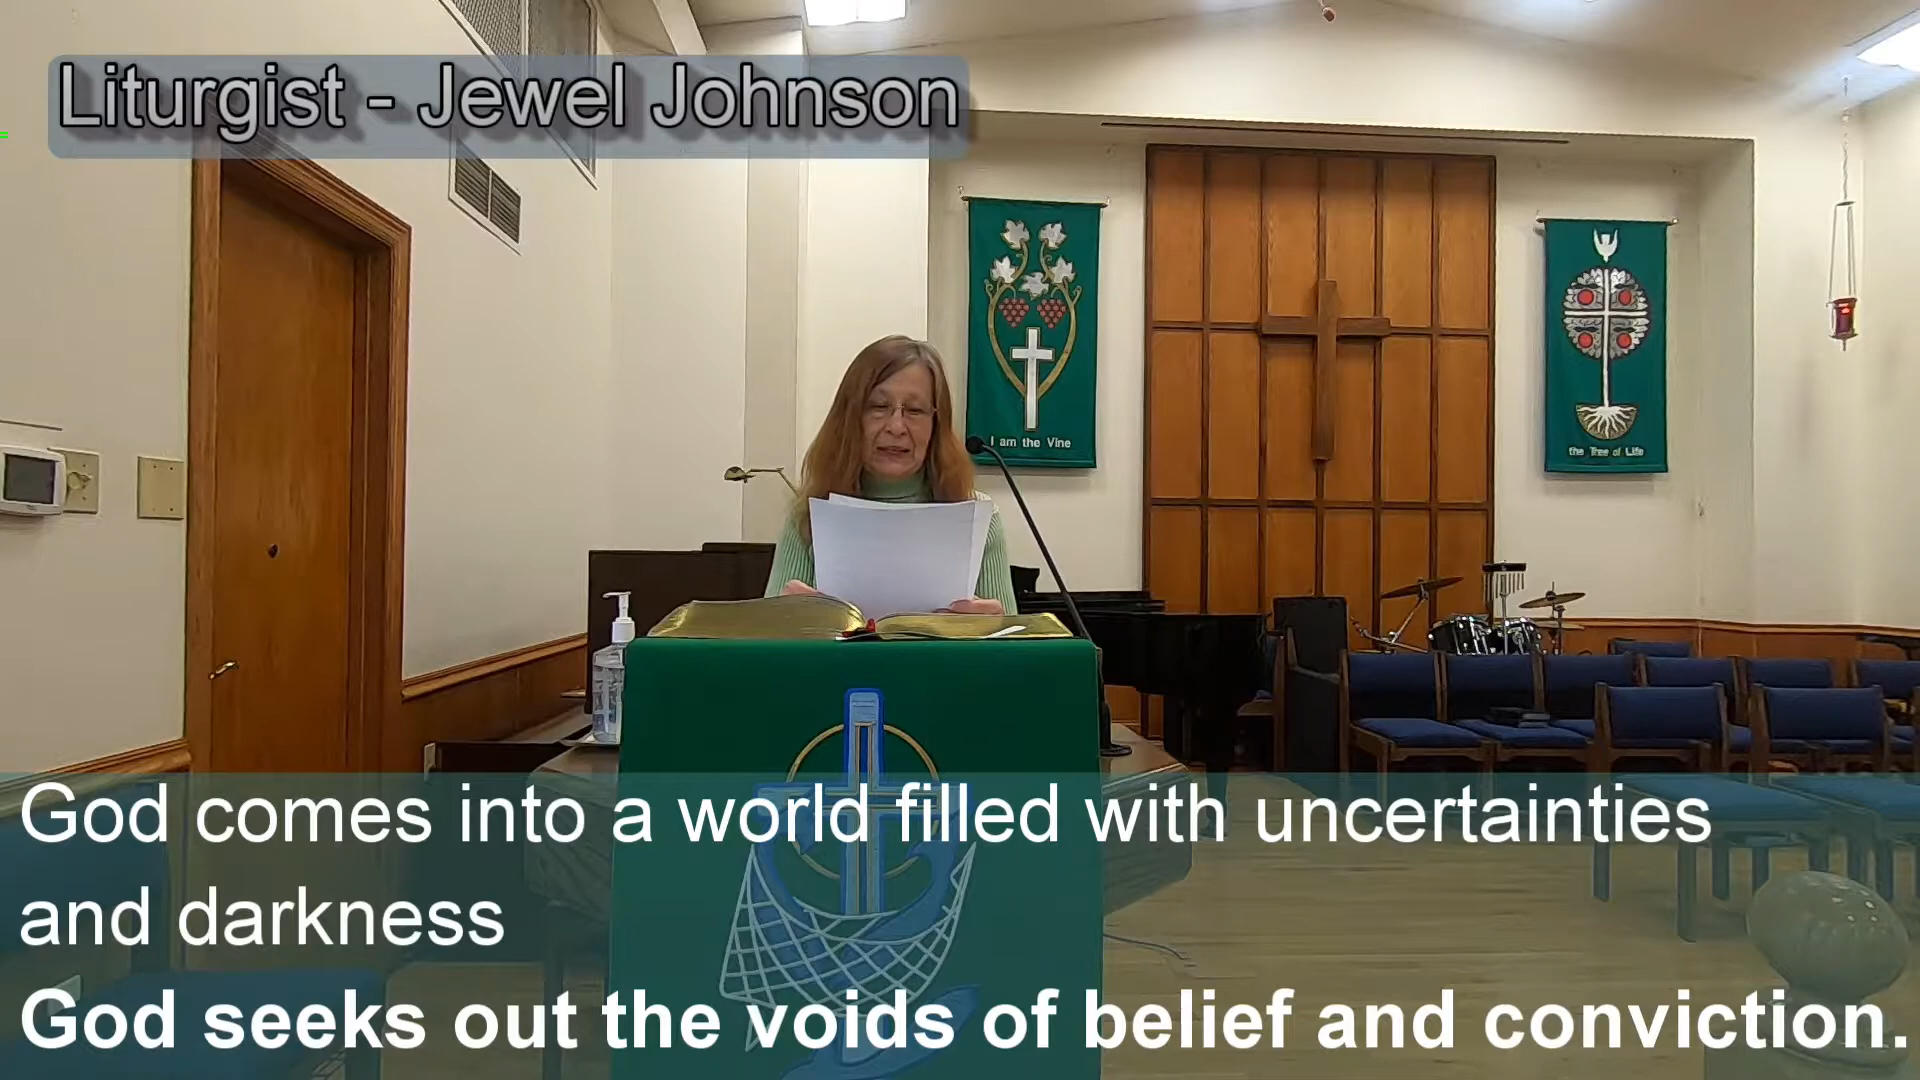 Liturgist - Jewel Johnson
I am the Vine
the Tree of Life
God comes into a world filled with uncertainties
and darkness
God seeks out the voids of belief and conviction.